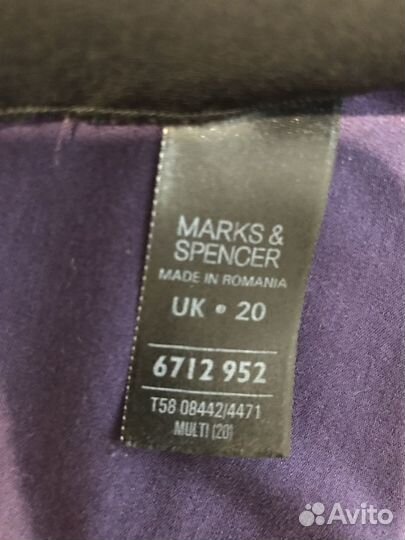 MARKS &
SPENCER
MADE IN ROMANIA
UK • 20
6712 952
T58 08442/4471
MULTI (20)
Avito